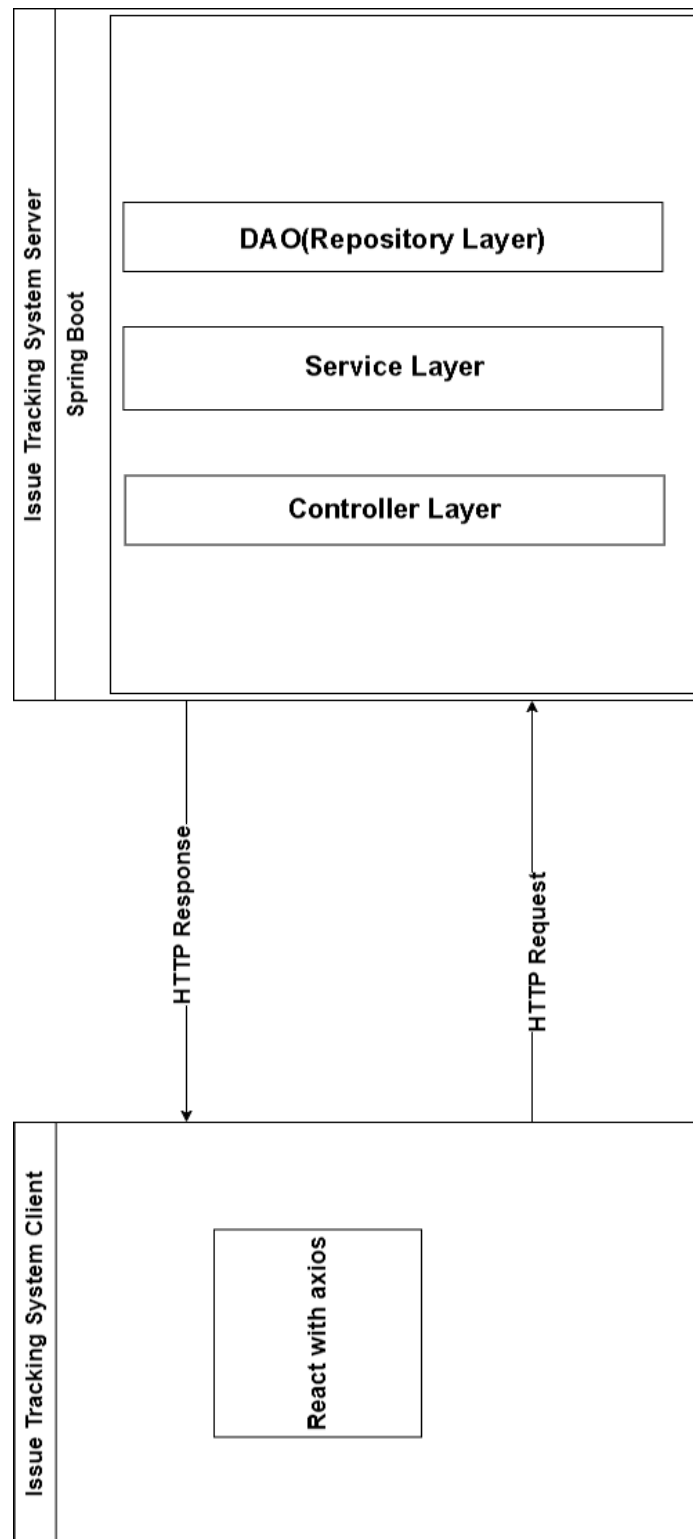 Issue Tracking System Server
Spring Boot
DAO(Repository Layer)
Service Layer
Controller Layer
HTTP Response
HTTP Request
Issue Tracking System Client
React with axios